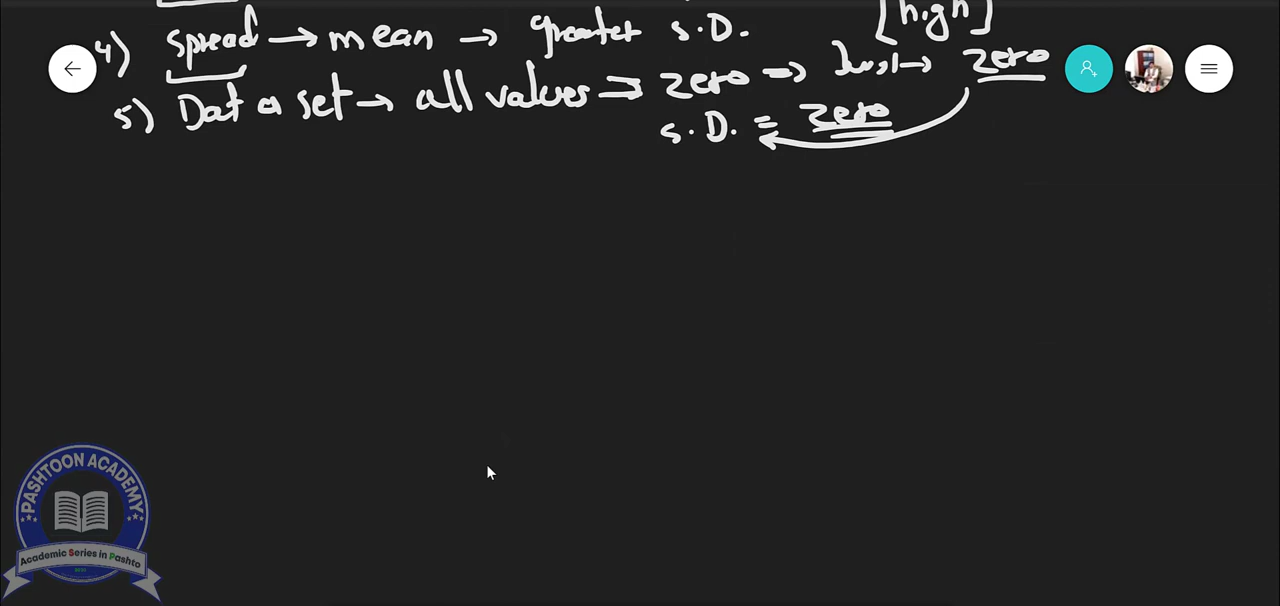 [high]
4) spread → mean → greater S.D.
5) Data set → all values → zero → → zero
S.D. = zero
PASHTOON ACADEMY
Academic Series in Pashto